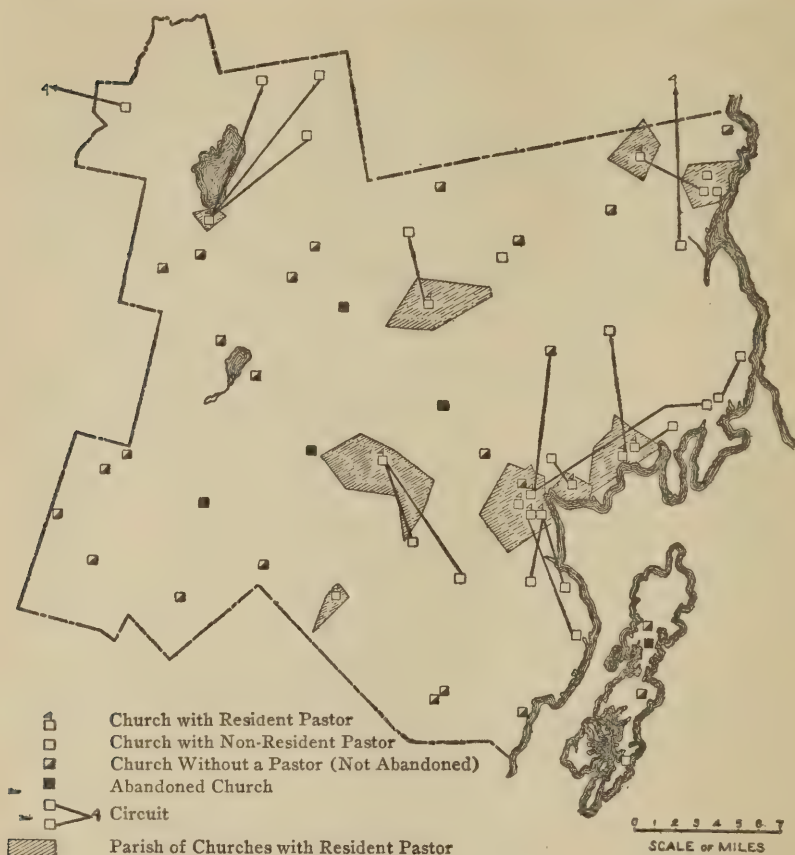 Church with Resident Pastor
Church with Non-Resident Pastor
Church Without a Pastor (Not Abandoned)
Abandoned Church
Circuit
Parish of Churches with Resident Pastor
0 1 2 3 4 5 6 7
SCALE OF MILES